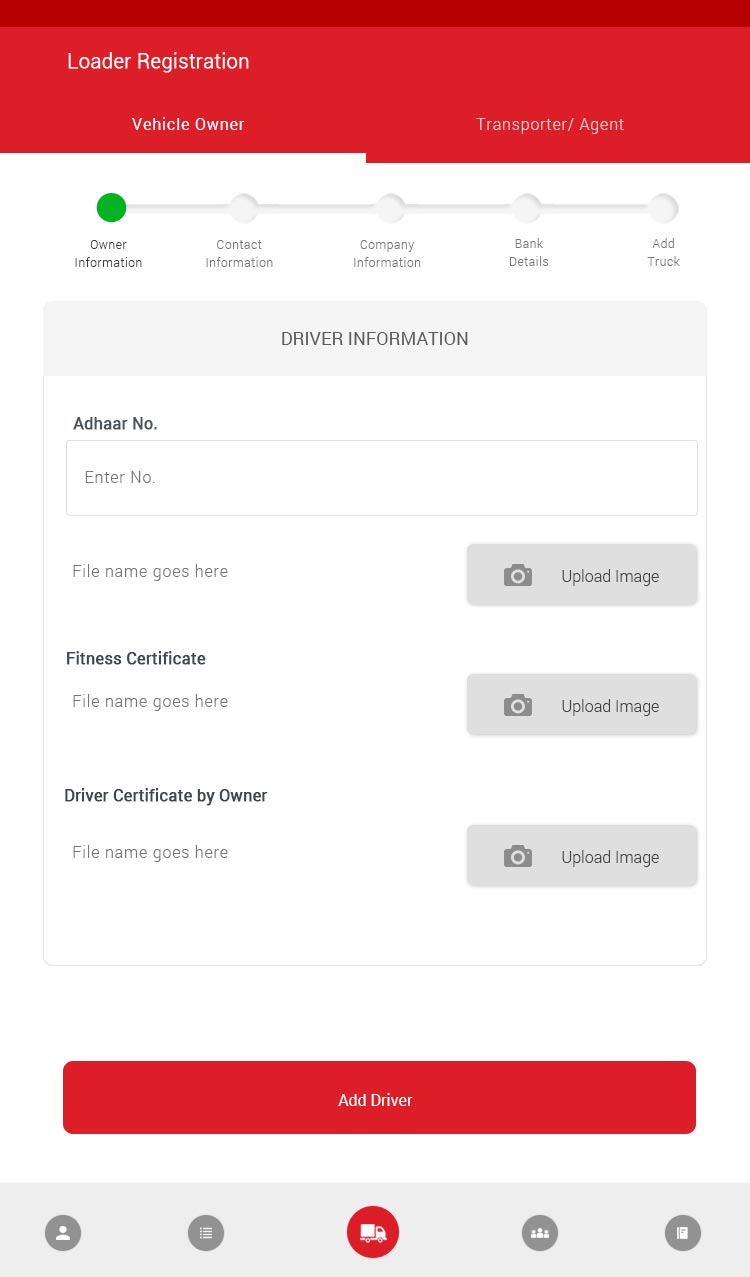 Loader Registration
Vehicle Owner
Transporter/ Agent
Owner
Information
Contact
Information
Company
Information
Bank
Details
Add
Truck
DRIVER INFORMATION
Adhaar No.
Enter No.
File name goes here
Upload Image
Fitness Certificate
File name goes here
Upload Image
Driver Certificate by Owner
File name goes here
Upload Image
Add Driver